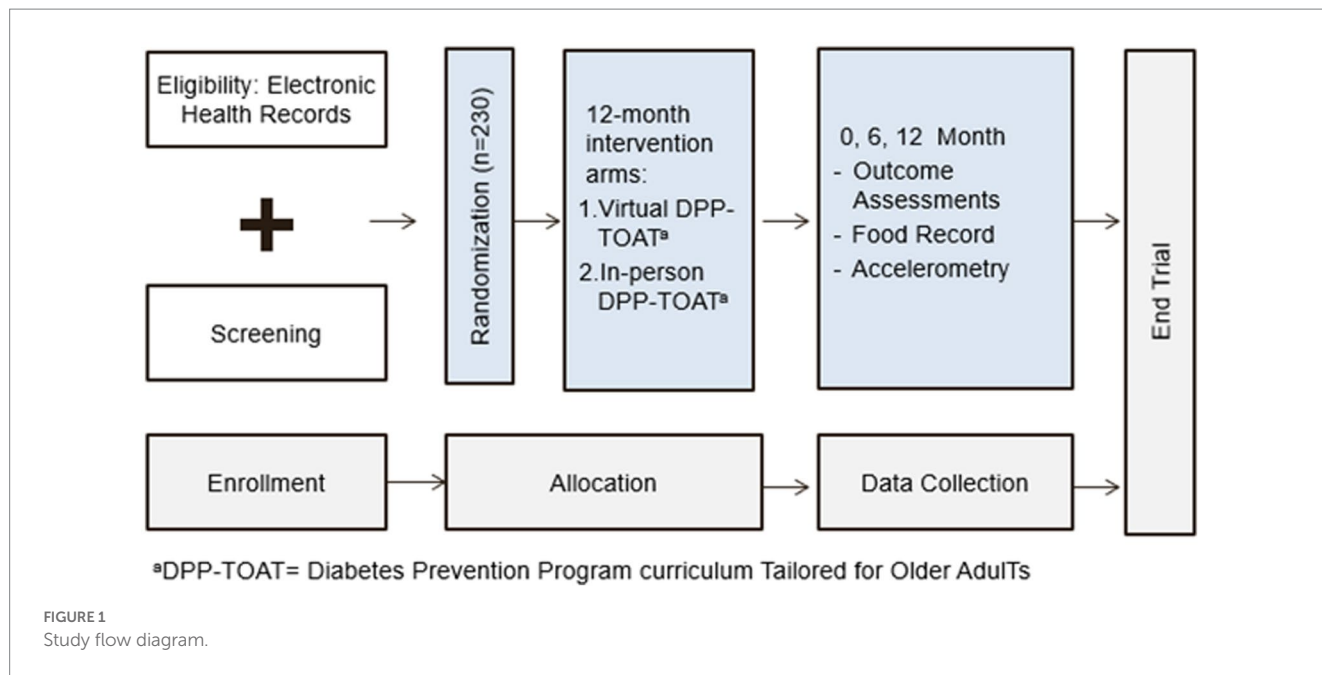 Eligibility: Electronic
Health Records
Screening
Randomization (n=230)
12-month
intervention
arms:
1.Virtual DPP-
TOATᵃ
2.In-person
DPP-TOATᵃ
0, 6, 12 Month
- Outcome
Assessments
- Food Record
- Accelerometry
End Trial
Enrollment
Allocation
Data Collection
ᵃDPP-TOAT= Diabetes Prevention Program curriculum Tailored for Older AdulTs
FIGURE 1
Study flow diagram.